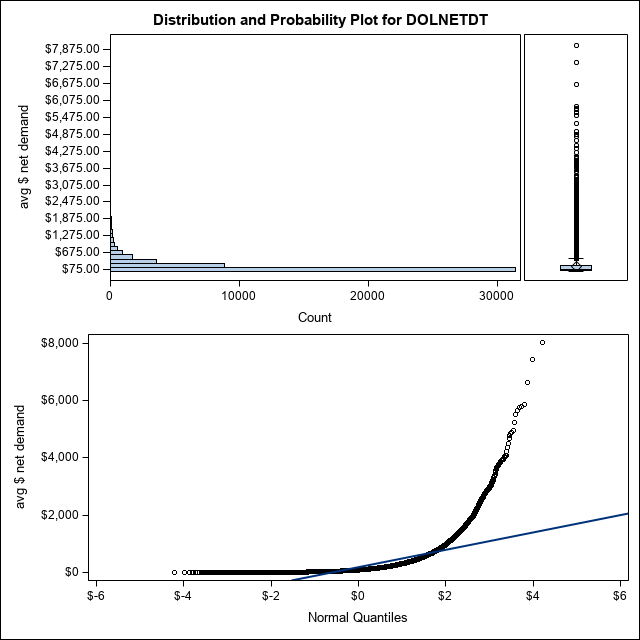 Distribution and Probability Plot for DOLNETDT
avg $ net demand
$7,875.00
$7,275.00
$6,675.00
$6,075.00
$5,475.00
$4,875.00
$4,275.00
$3,675.00
$3,075.00
$2,475.00
$1,875.00
$1,275.00
$675.00
$75.00
0 10000 20000 30000
Count
avg $ net demand
$8,000
$6,000
$4,000
$2,000
$0
$-6 $-4 $-2 $0 $2 $4 $6
Normal Quantiles